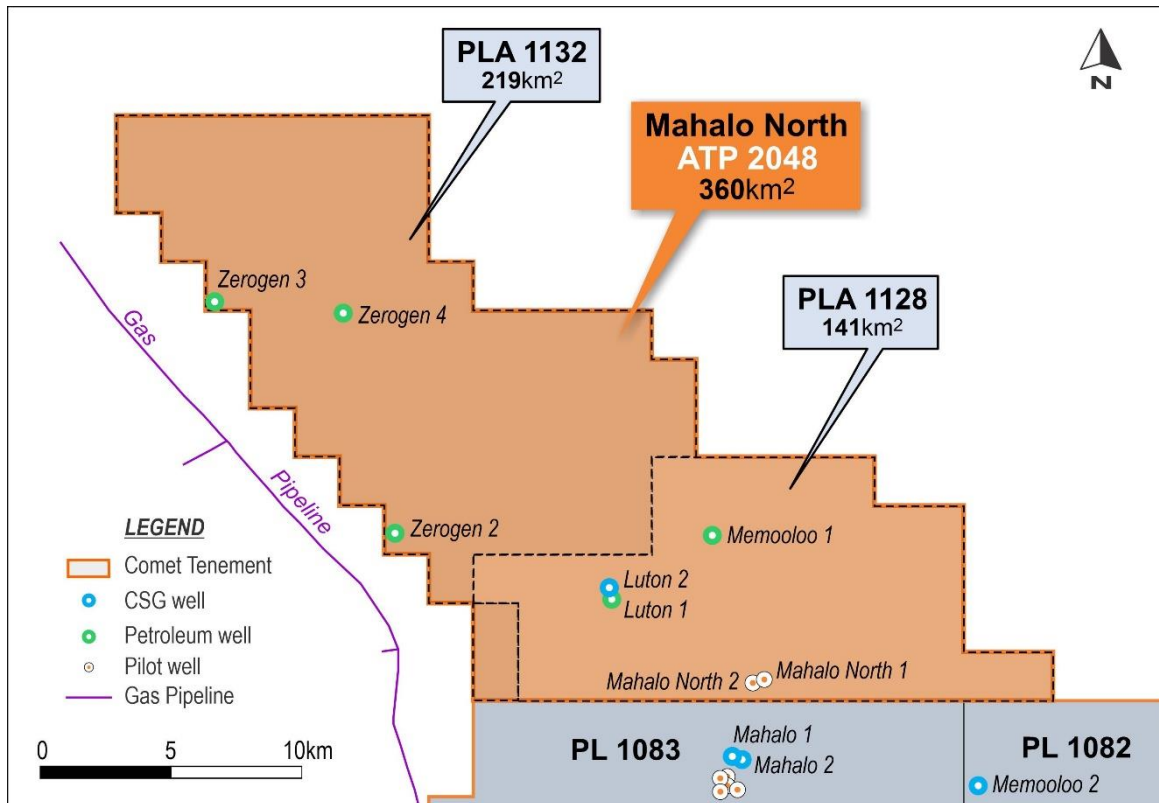 PLA 1132
219km²
N
Mahalo North
ATP 2048
360km²
PLA 1128
141km²
Zerogen 3
Zerogen 4
Gas
Pipeline
Zerogen 2
Memooloo 1
Luton 2
Luton 1
Mahalo North 2
Mahalo North 1
LEGEND
Comet Tenement
CSG well
Petroleum well
Pilot well
Gas Pipeline
0 5 10km
PL 1083
Mahalo 1
Mahalo 2
PL 1082
Memooloo 2